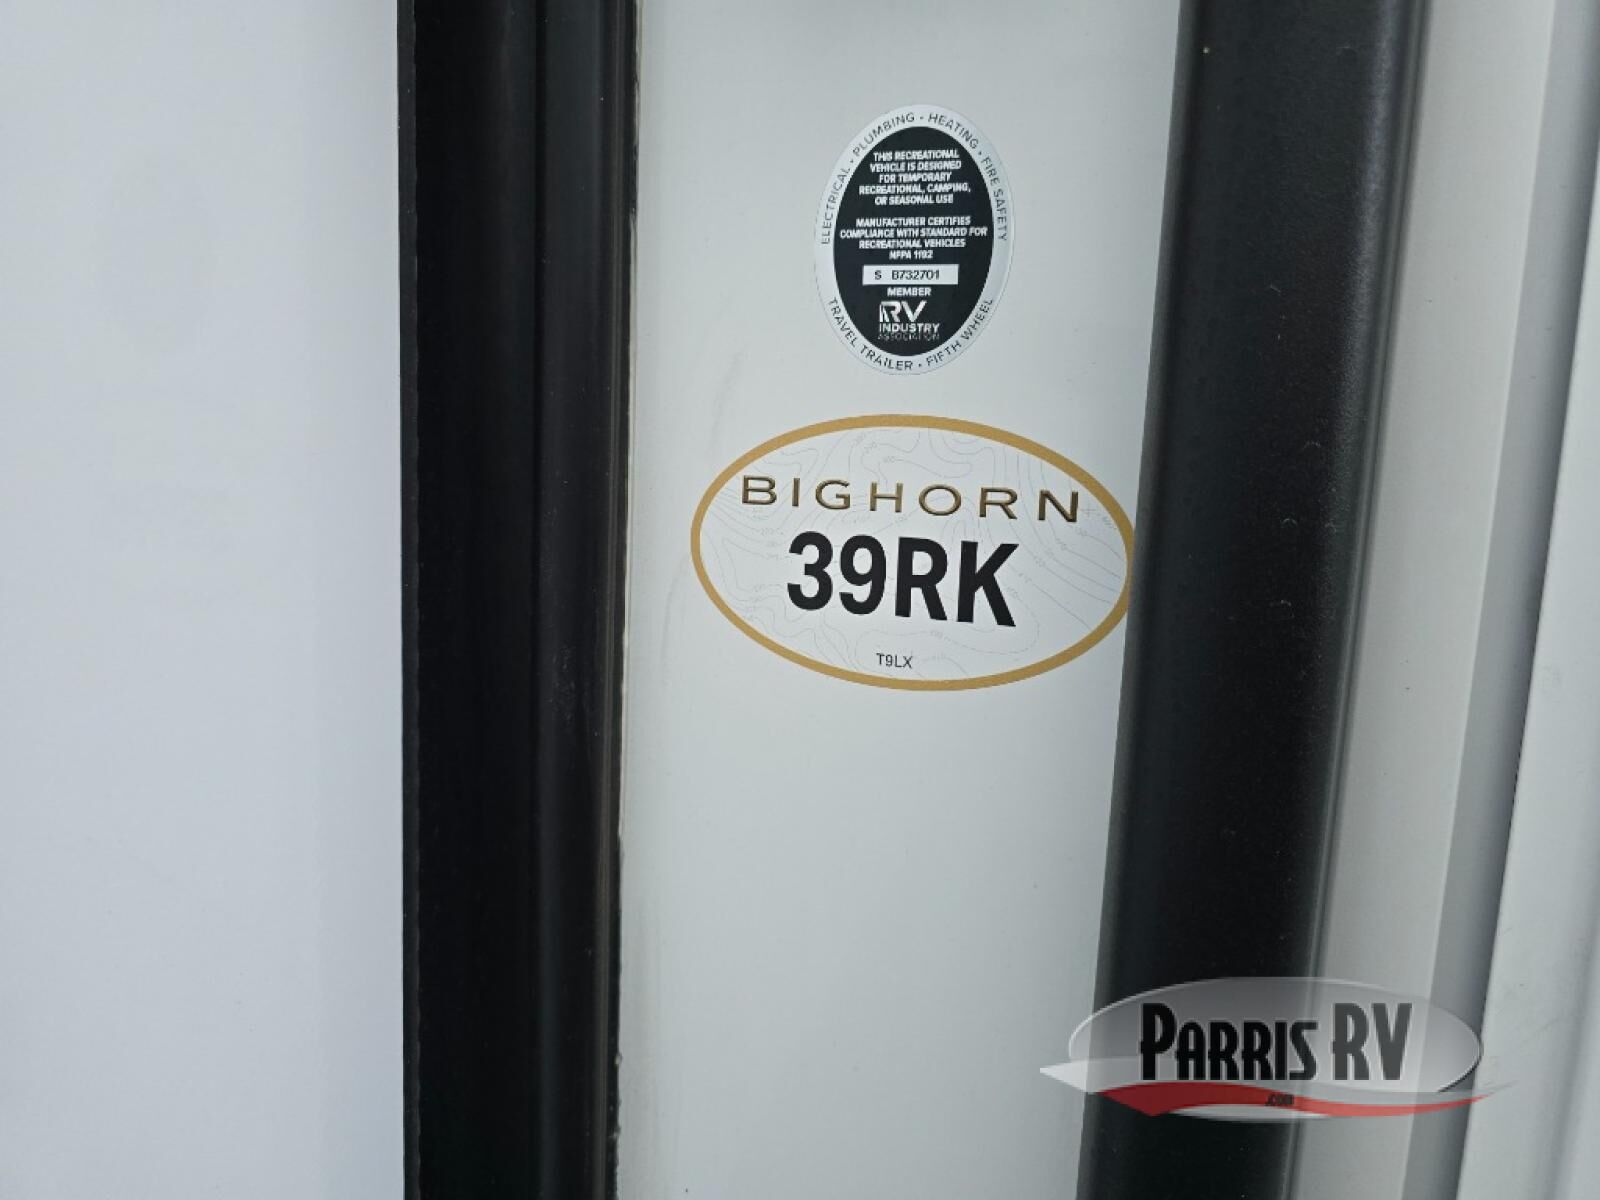 ELECTRICAL • PLUMBING • HEATING • FIRE SAFETY
THIS RECREATIONAL
VEHICLE IS DESIGNED
FOR TEMPORARY
RECREATIONAL, CAMPING,
OR SEASONAL USE
MANUFACTURER CERTIFIES
COMPLIANCE WITH STANDARD FOR
RECREATIONAL VEHICLES
NFPA 1192
S B732701
MEMBER
RV
INDUSTRY
ASSOCIATION
TRAVEL TRAILER • FIFTH WHEEL
BIGHORN
39RK
T9LX
PARRIS RV
.com